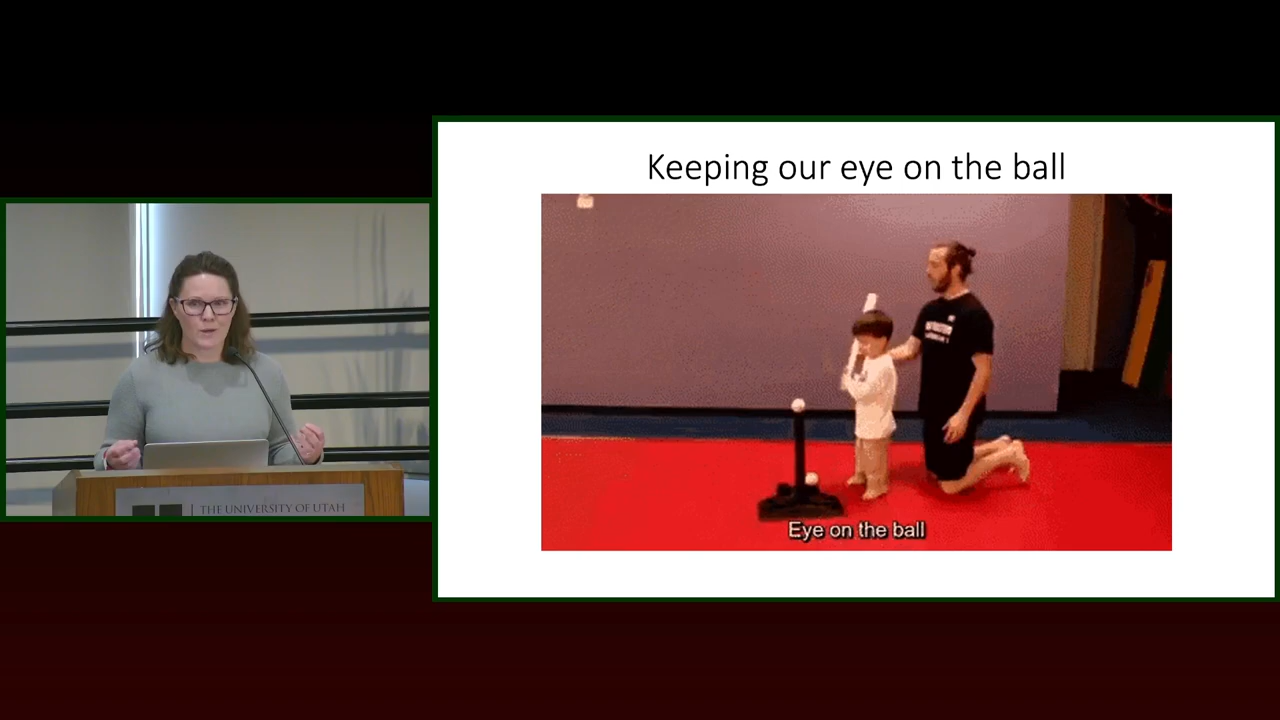 Keeping our eye on the ball
Eye on the ball
THE UNIVERSITY OF UTAH